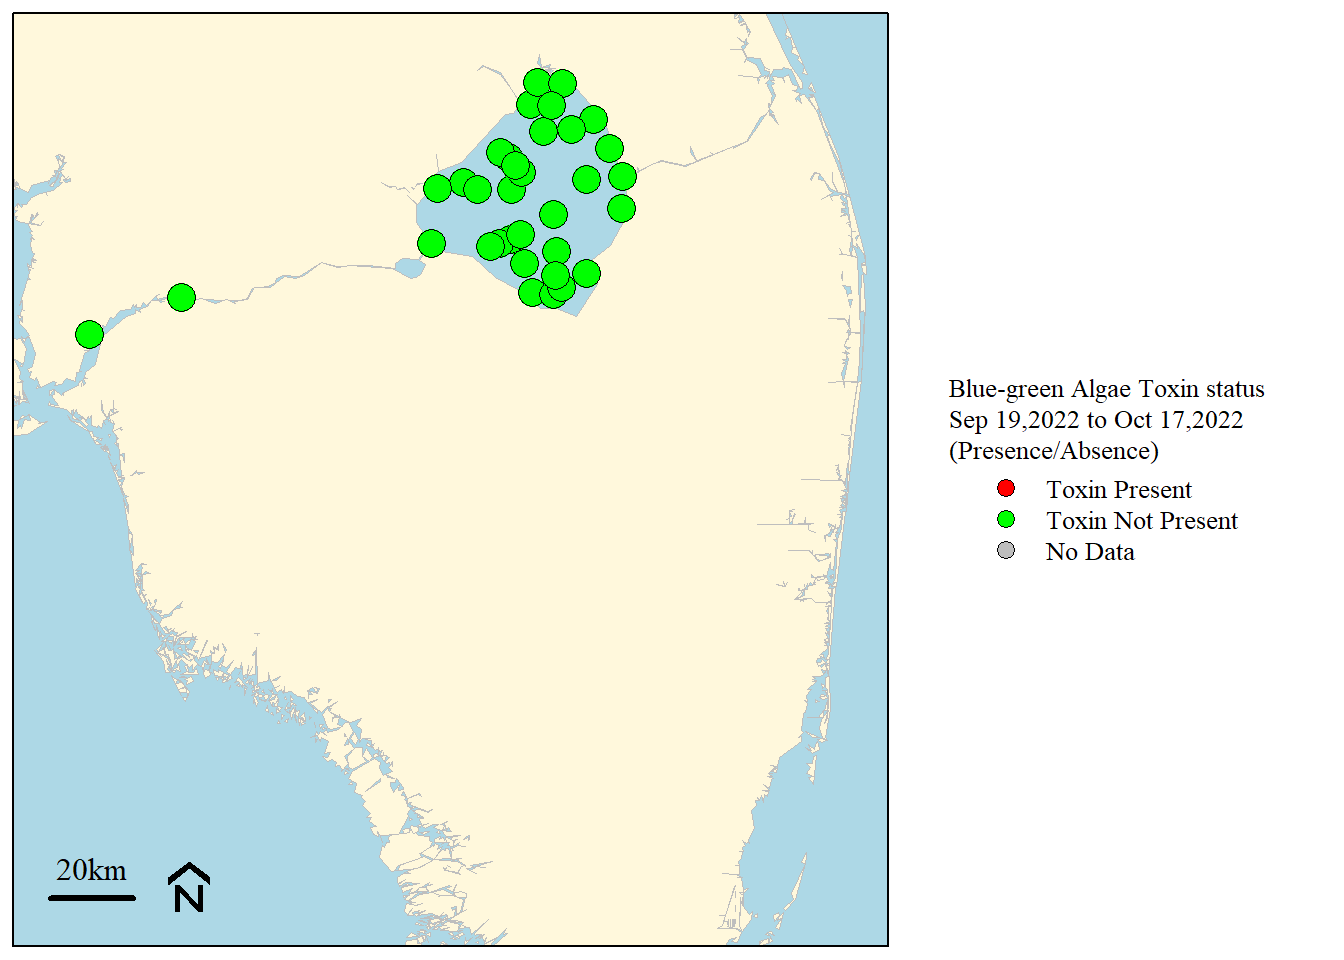 Blue-green Algae Toxin status
Sep 19,2022 to Oct 17,2022
(Presence/Absence)
Toxin Present
Toxin Not Present
No Data
20km
N